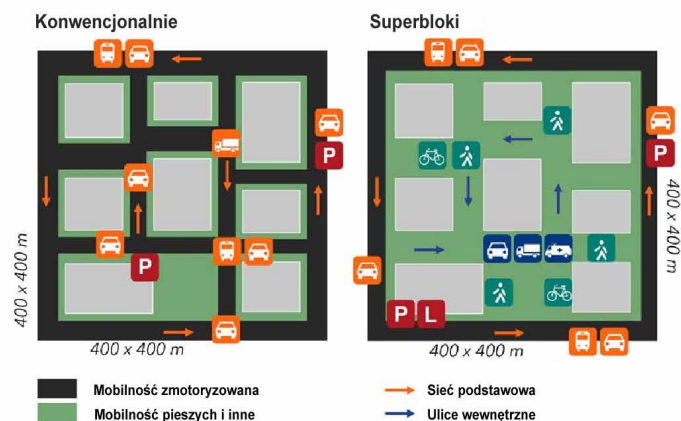 Konwencjonalnie
Superbloki
P
P
P
P L
400 x 400 m
400 x 400 m
400 x 400 m
400 x 400 m
Mobilność zmotoryzowana
Sieć podstawowa
Mobilność pieszych i inne
Ulice wewnętrzne